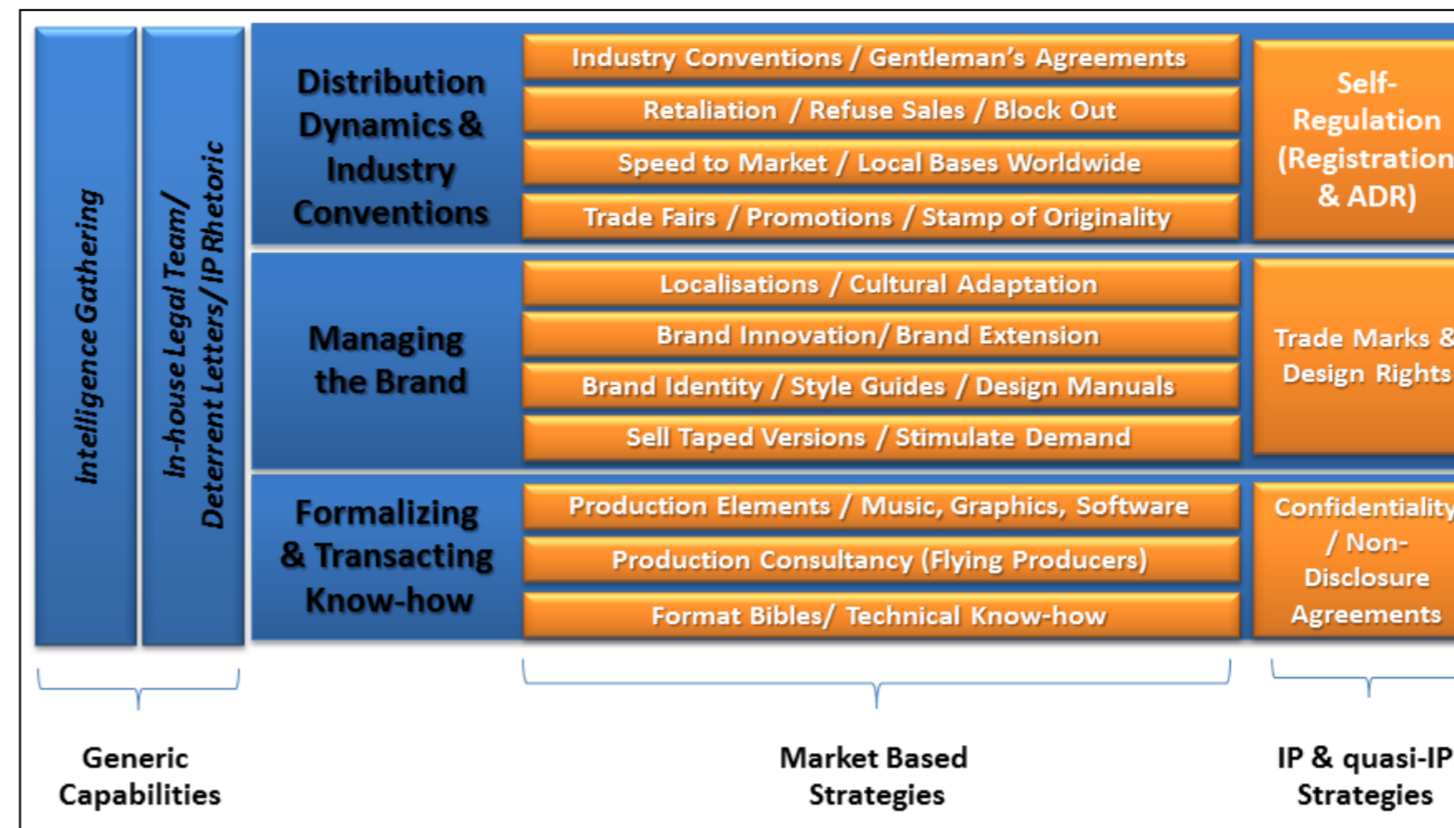 Intelligence Gathering
In-house Legal Team/
Deterrent Letters/ IP Rhetoric
Distribution
Dynamics &
Industry
Conventions
Industry Conventions / Gentleman's Agreements
Retaliation / Refuse Sales / Block Out
Speed to Market / Local Bases Worldwide
Trade Fairs / Promotions / Stamp of Originality
Self-
Regulation
(Registration
& ADR)
Managing
the Brand
Localisations / Cultural Adaptation
Brand Innovation/ Brand Extension
Brand Identity / Style Guides / Design Manuals
Sell Taped Versions / Stimulate Demand
Trade Marks &
Design Rights
Formalizing
& Transacting
Know-how
Production Elements / Music, Graphics, Software
Production Consultancy (Flying Producers)
Format Bibles/ Technical Know-how
Confidentiality
/ Non-
Disclosure
Agreements
Generic
Capabilities
Market Based
Strategies
IP & quasi-IP
Strategies